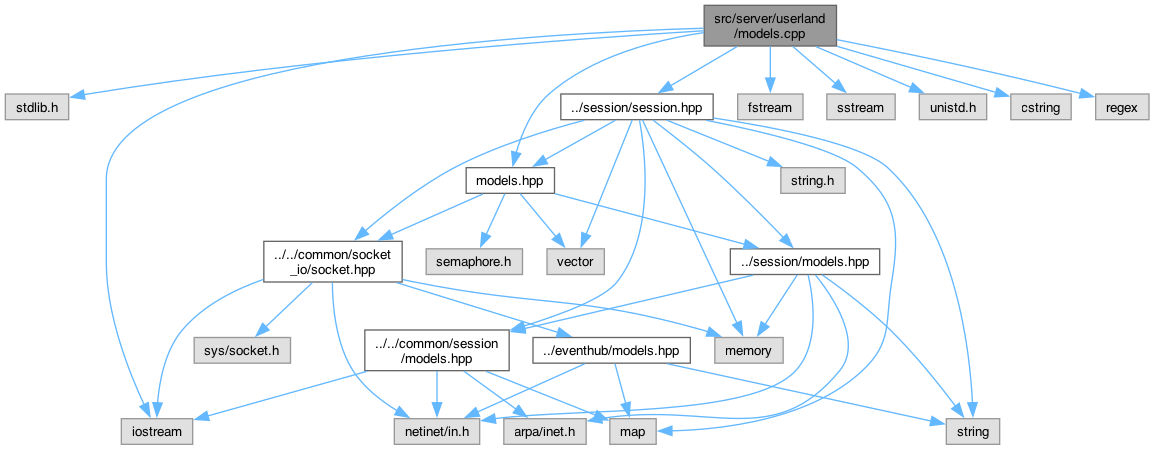 src/server/userland
/models.cpp
stdlib.h
../session/session.hpp
fstream
sstream
unistd.h
cstring
regex
models.hpp
string.h
../../common/socket
_io/socket.hpp
semaphore.h
vector
../session/models.hpp
sys/socket.h
../../common/session
/models.hpp
../eventhub/models.hpp
memory
iostream
netinet/in.h
arpa/inet.h
map
string